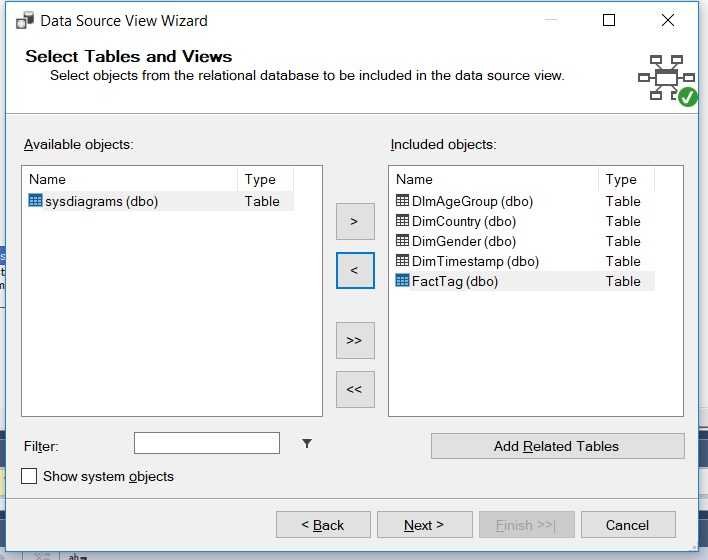 Data Source View Wizard
Select Tables and Views
Select objects from the relational database to be included in the data source view.
Available objects:
Name Type
sysdiagrams (dbo) Table
>
<
>>
<<
Included objects:
Name Type
DImAgeGroup (dbo) Table
DimCountry (dbo) Table
DimGender (dbo) Table
DimTimestamp (dbo) Table
FactTag (dbo) Table
Filter:
Add Related Tables
Show system objects
< Back
Next >
Finish >>|
Cancel